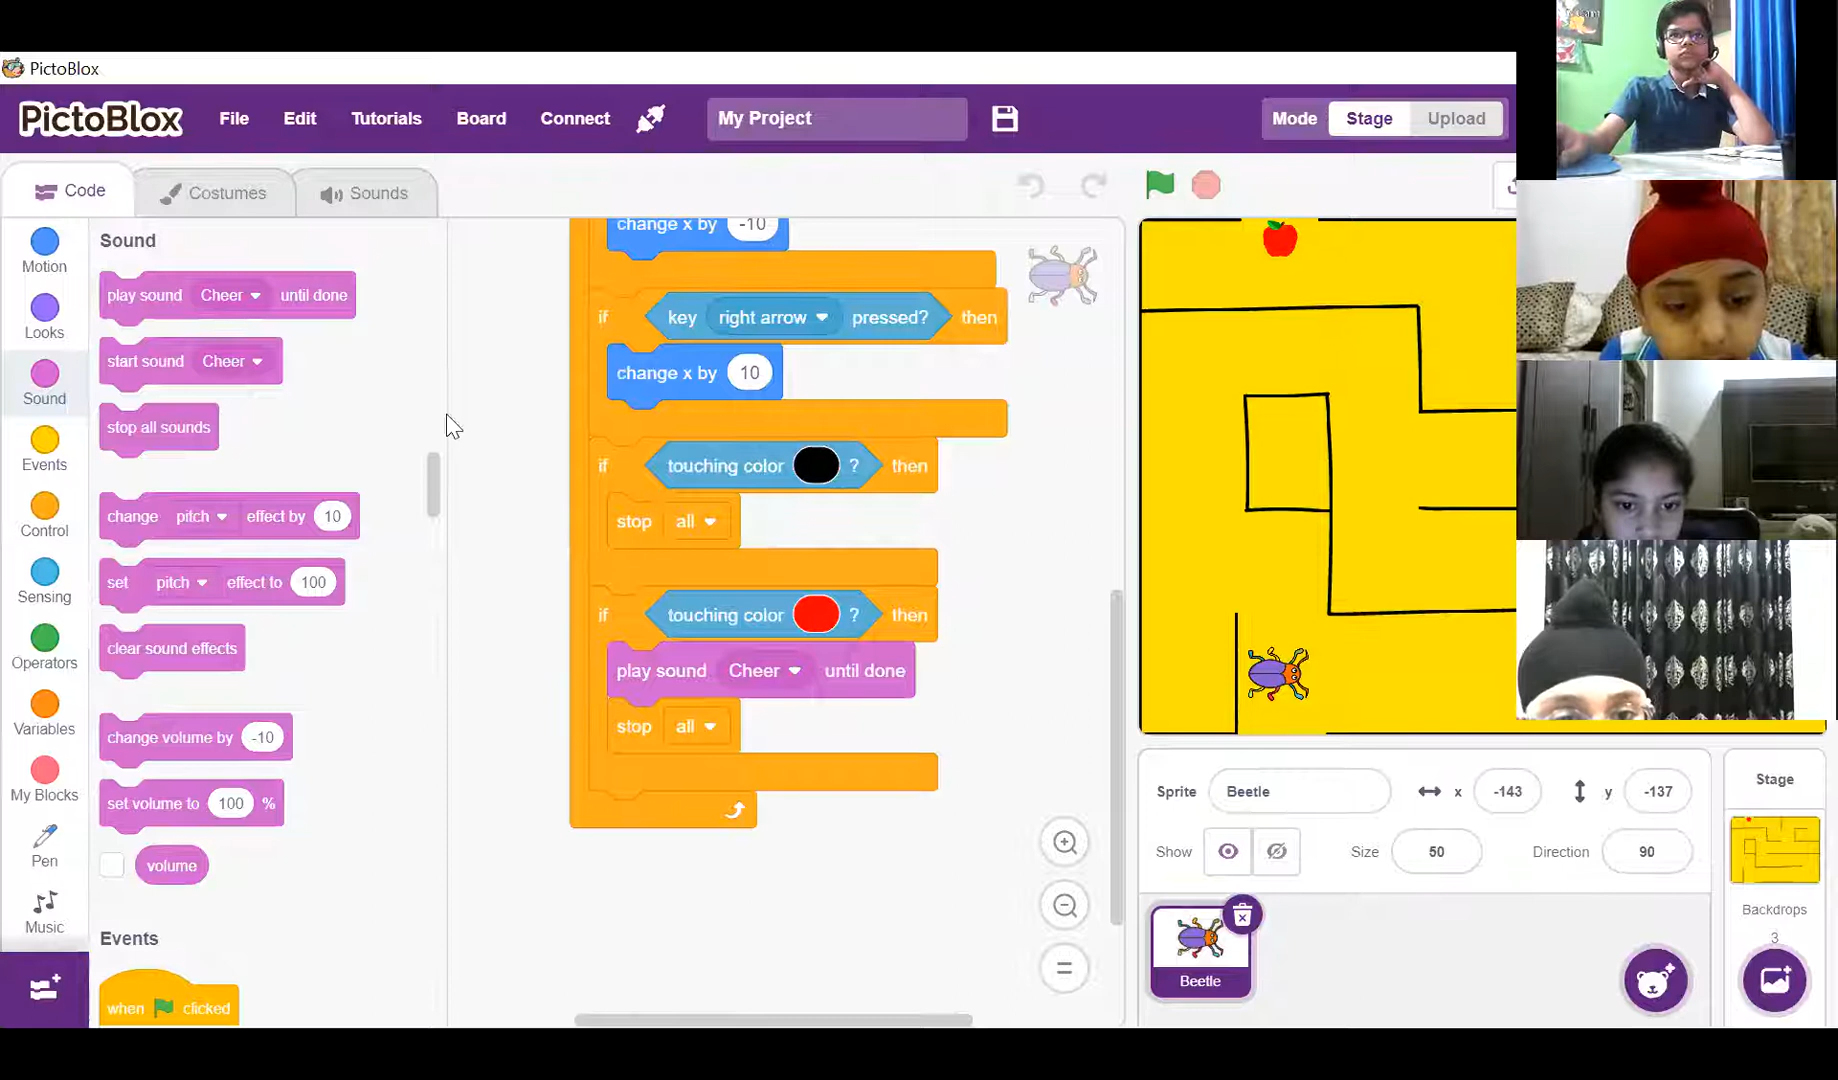 PictoBlox
PictoBlox File Edit Tutorials Board Connect My Project Mode Stage Upload
Code Costumes Sounds
Motion
Looks
Sound
Events
Control
Sensing
Operators
Variables
My Blocks
Pen
Music
Sound
play sound Cheer until done
start sound Cheer
stop all sounds
change pitch effect by 10
set pitch effect to 100
clear sound effects
change volume by -10
set volume to 100 %
volume
Events
when clicked
change x by -10
if key right arrow pressed? then
change x by 10
if touching color ? then
stop all
if touching color ? then
play sound Cheer until done
stop all
Sprite Beetle x -143 y -137
Show Size 50 Direction 90
Beetle
Stage
Backdrops
3